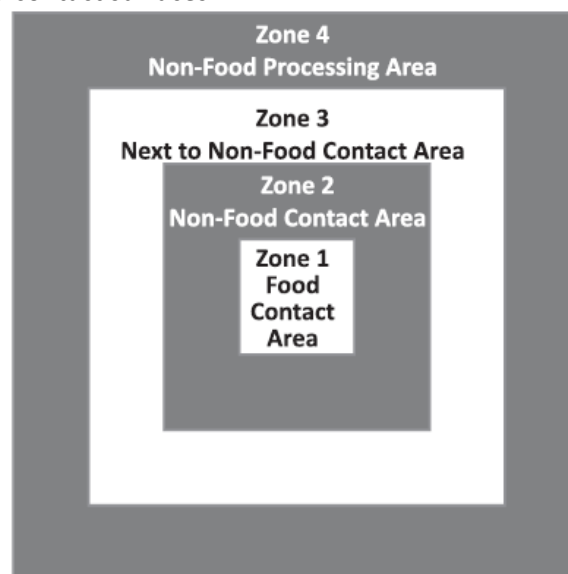 Zone 4
Non-Food Processing Area
Zone 3
Next to Non-Food Contact Area
Zone 2
Non-Food Contact Area
Zone 1
Food
Contact
Area